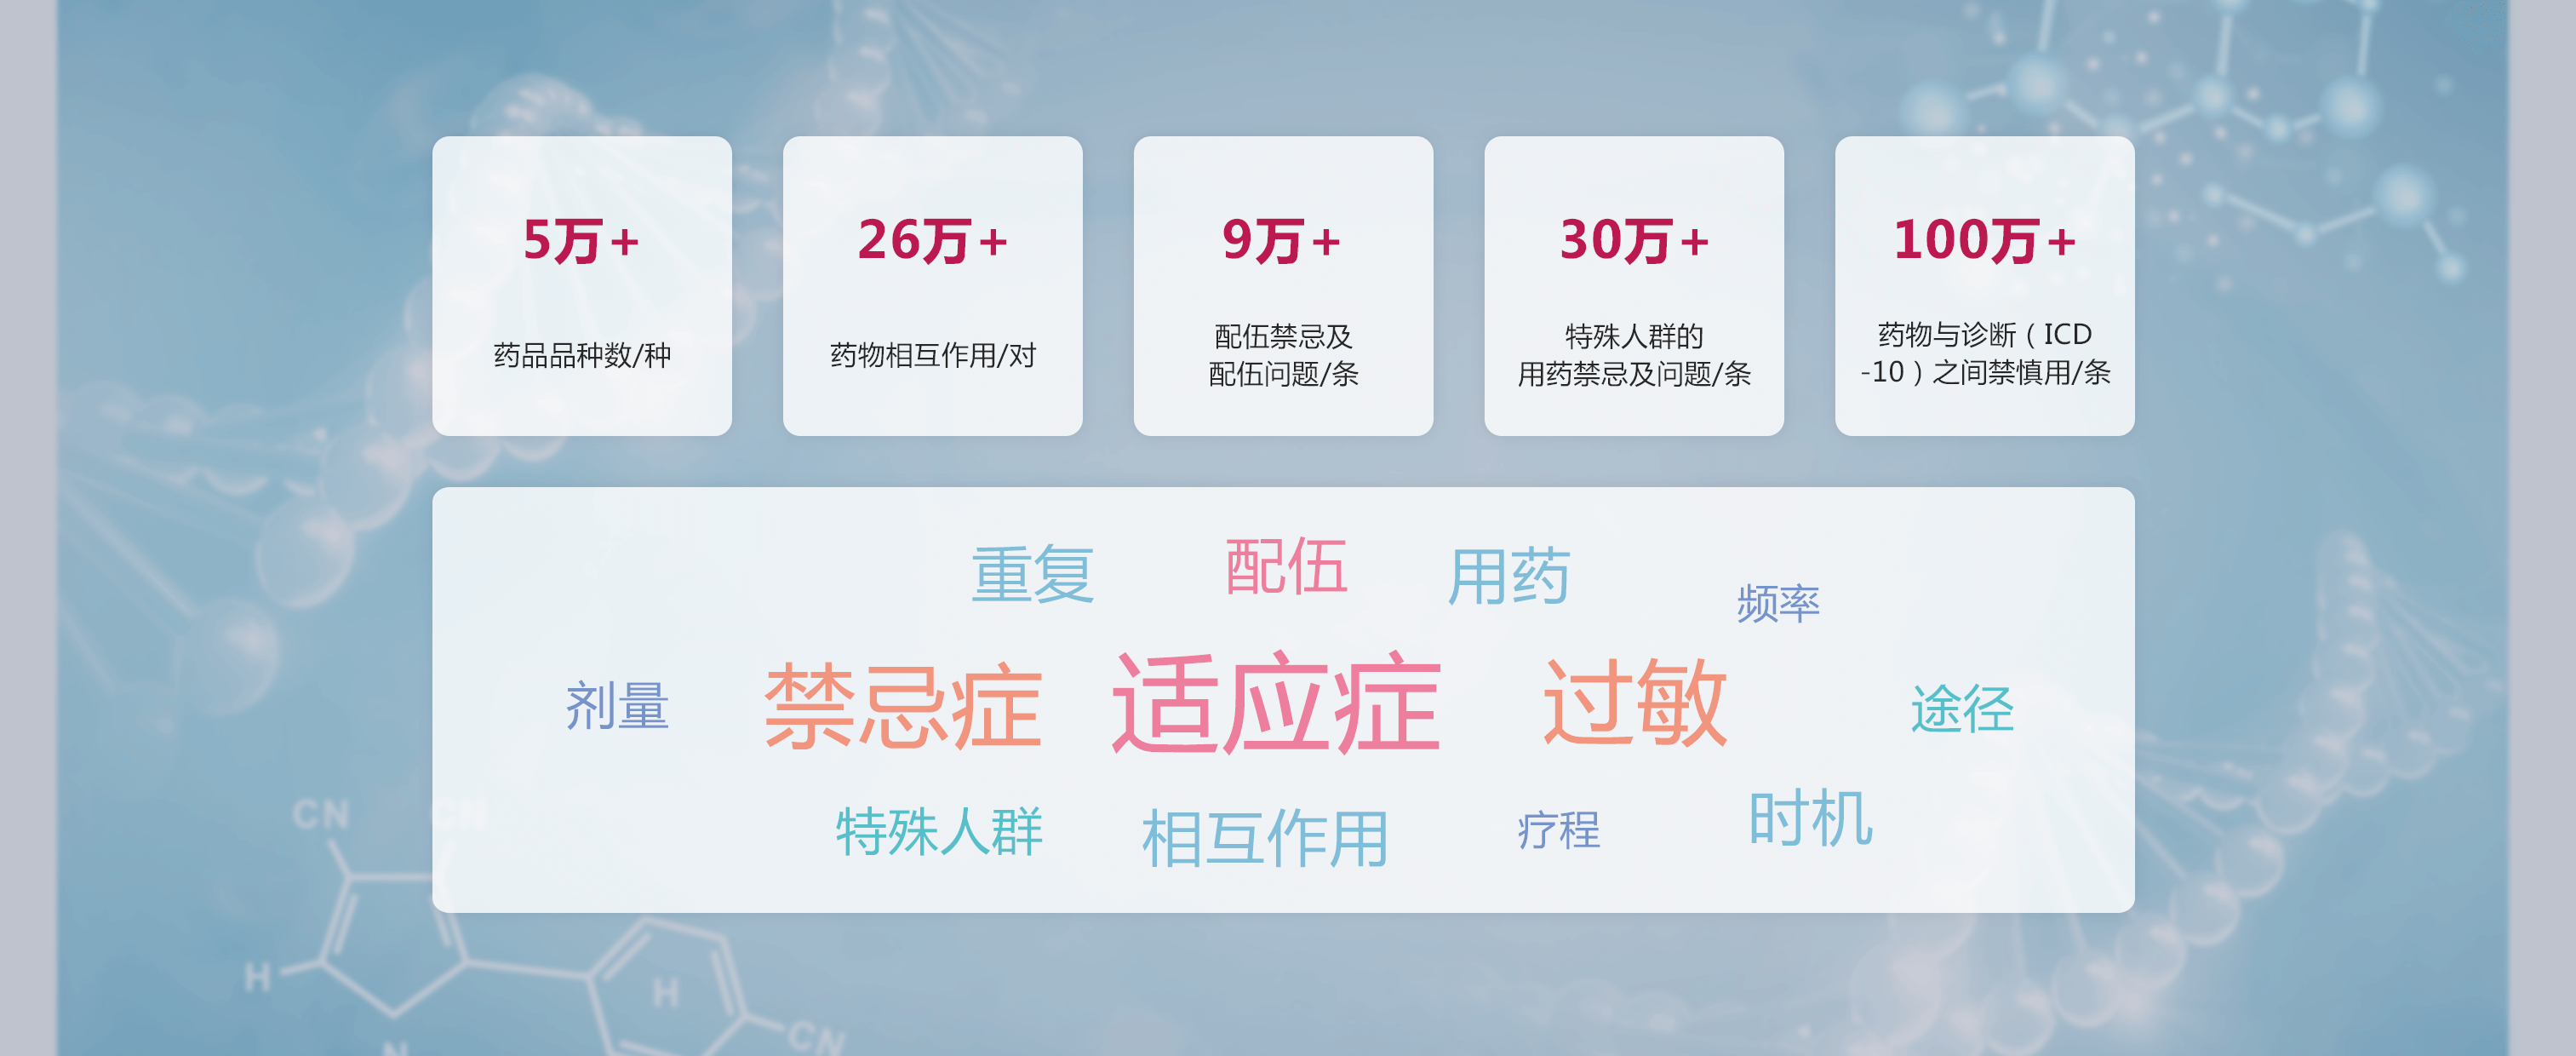 5万+
药品品种数/种
26万+
药物相互作用/对
9万+
配伍禁忌及
配伍问题/条
30万+
特殊人群的
用药禁忌及问题/条
100万+
药物与诊断（ICD
-10）之间禁慎用/条
重复
配伍
用药
频率
剂量
禁忌症
适应症
过敏
途径
特殊人群
相互作用
疗程
时机
CN
CN
H
H
CN
N